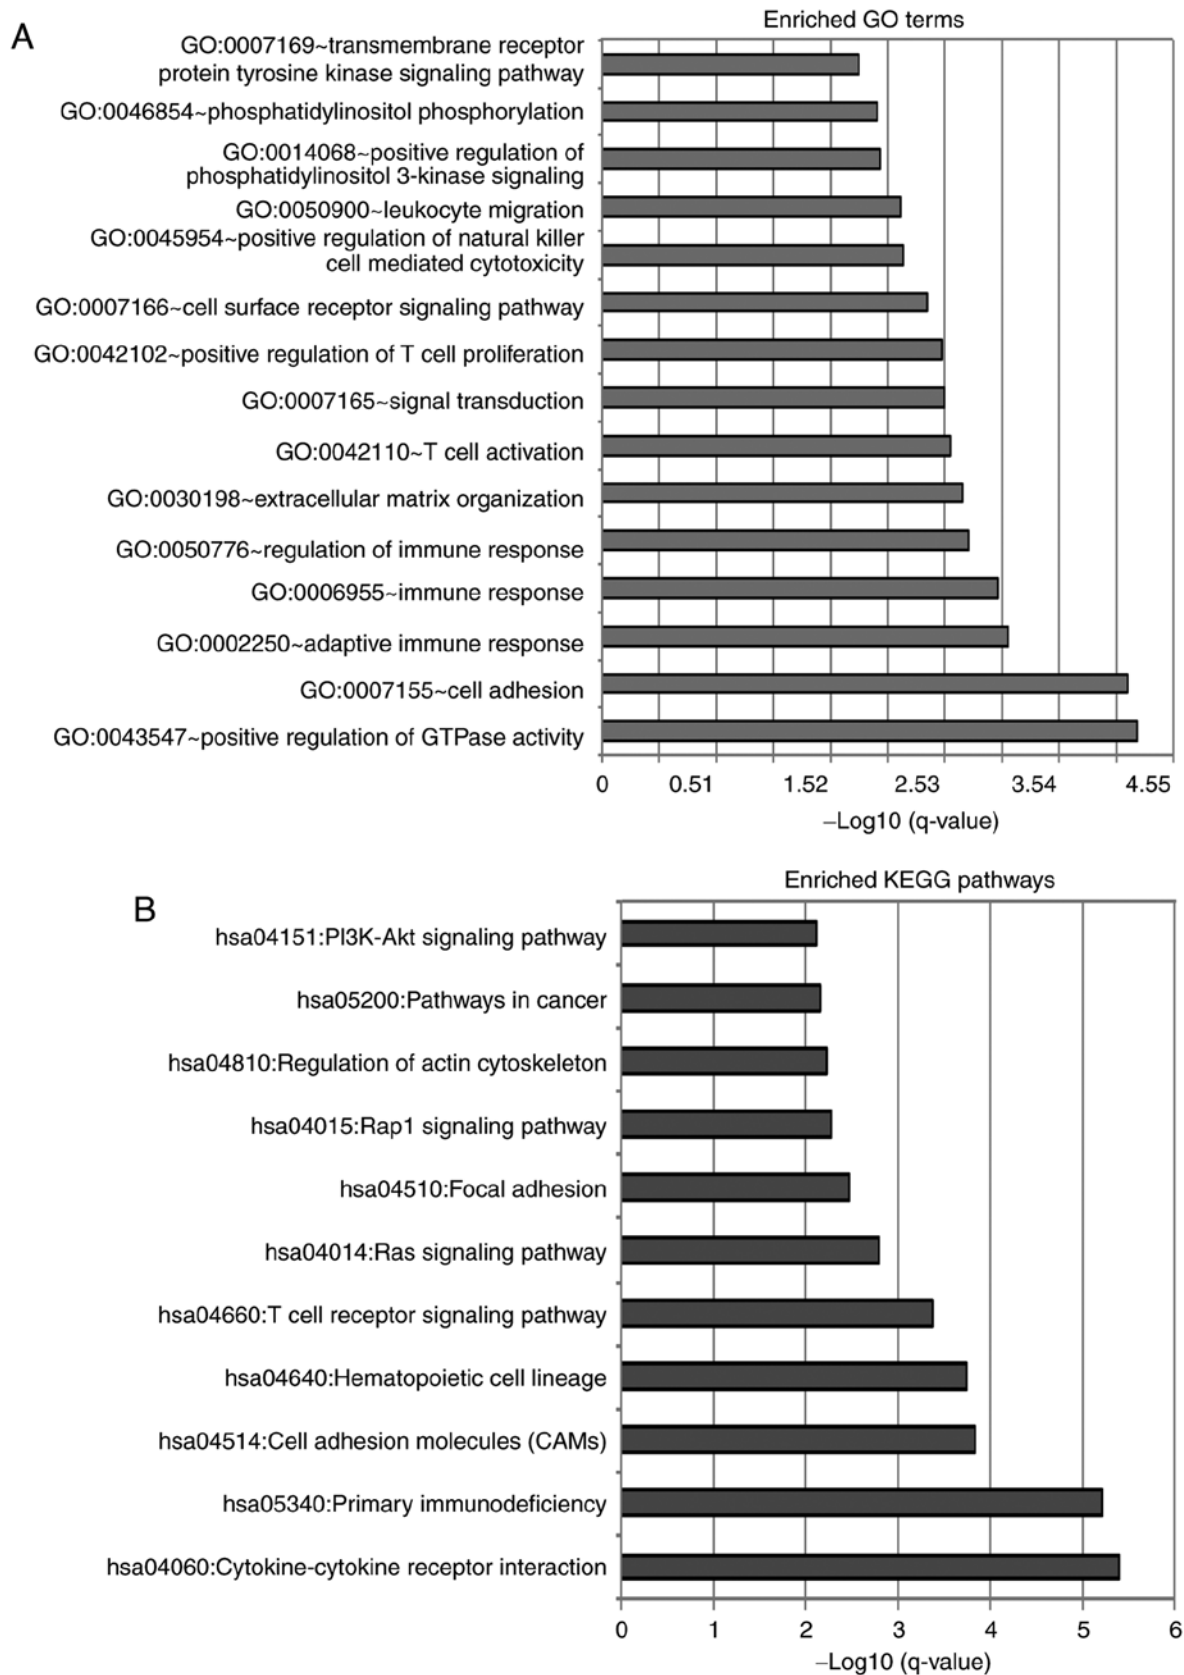 A
Enriched GO terms
GO:0007169~transmembrane receptor
protein tyrosine kinase signaling pathway
GO:0046854~phosphatidylinositol phosphorylation
GO:0014068~positive regulation of
phosphatidylinositol 3-kinase signaling
GO:0050900~leukocyte migration
GO:0045954~positive regulation of natural killer
cell mediated cytotoxicity
GO:0007166~cell surface receptor signaling pathway
GO:0042102~positive regulation of T cell proliferation
GO:0007165~signal transduction
GO:0042110~T cell activation
GO:0030198~extracellular matrix organization
GO:0050776~regulation of immune response
GO:0006955~immune response
GO:0002250~adaptive immune response
GO:0007155~cell adhesion
GO:0043547~positive regulation of GTPase activity
0 0.51 1.52 2.53 3.54 4.55
–Log10 (q-value)
Enriched KEGG pathways
B
hsa04151:PI3K-Akt signaling pathway
hsa05200:Pathways in cancer
hsa04810:Regulation of actin cytoskeleton
hsa04015:Rap1 signaling pathway
hsa04510:Focal adhesion
hsa04014:Ras signaling pathway
hsa04660:T cell receptor signaling pathway
hsa04640:Hematopoietic cell lineage
hsa04514:Cell adhesion molecules (CAMs)
hsa05340:Primary immunodeficiency
hsa04060:Cytokine-cytokine receptor interaction
0 1 2 3 4 5 6
–Log10 (q-value)